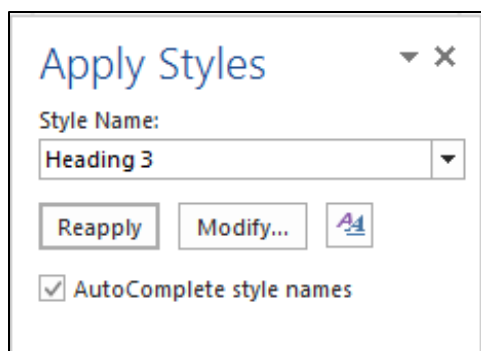 Apply Styles
Style Name:
Heading 3
Reapply Modify...
AutoComplete style names